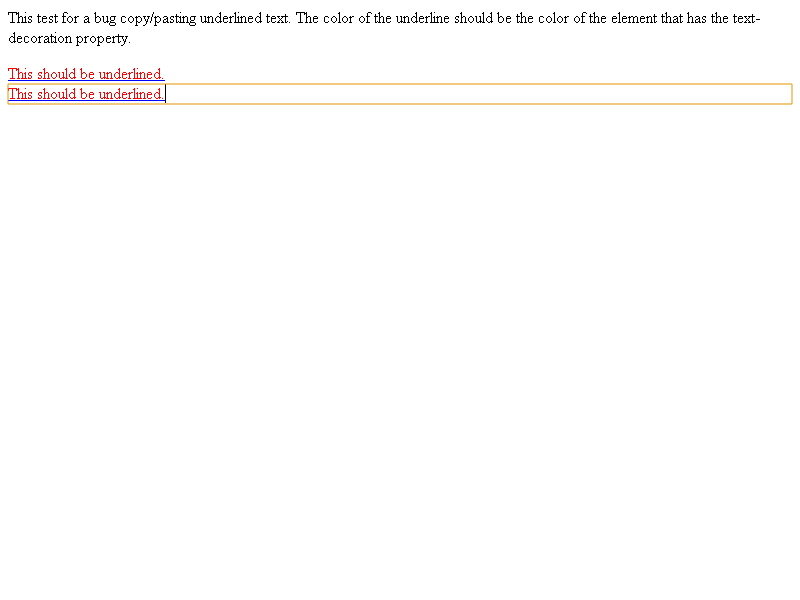 This test for a bug copy/pasting underlined text. The color of the underline should be the color of the element that has the text-
decoration property.
This should be underlined.
This should be underlined.